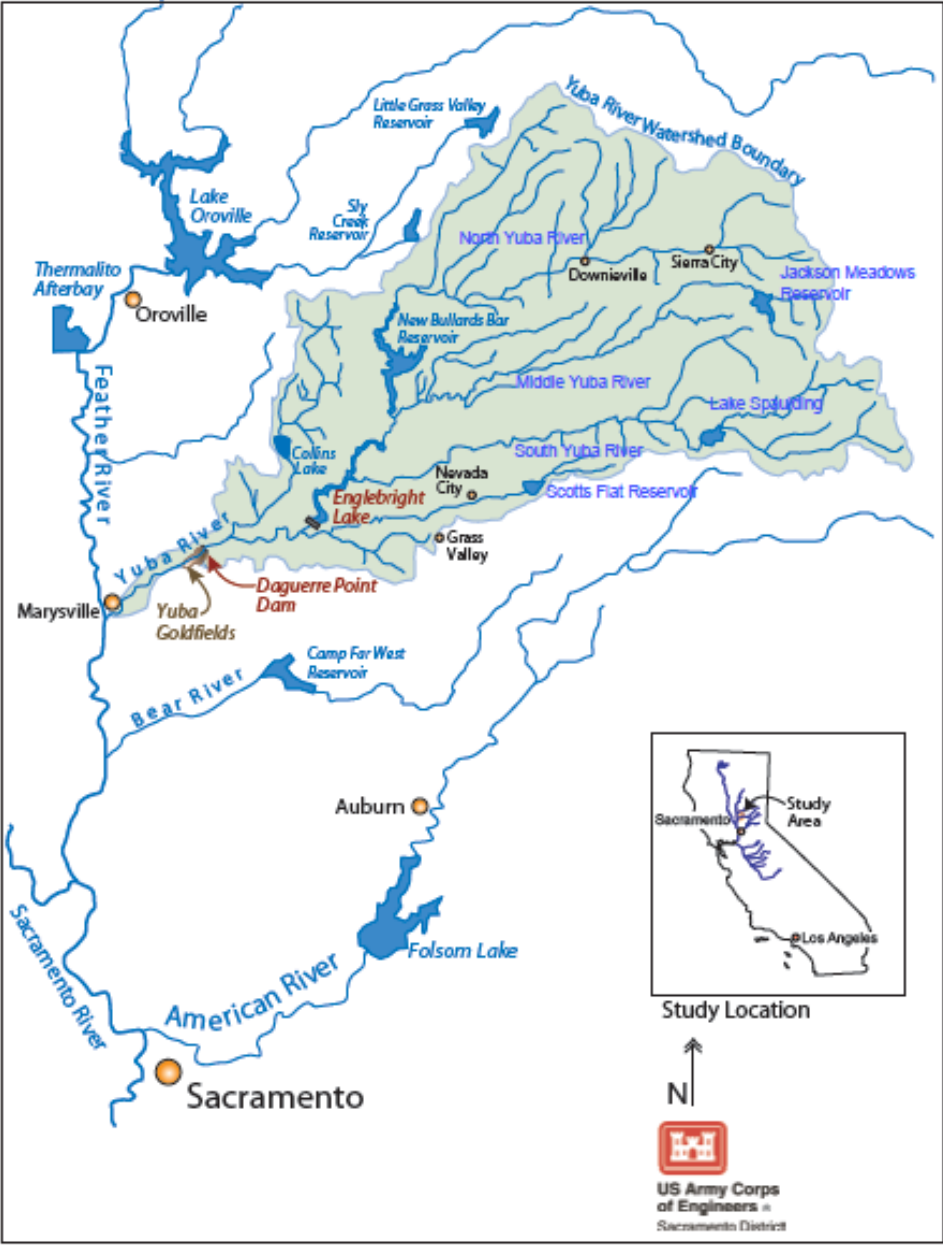 Little Grass Valley
Reservoir
Yuba River Watershed Boundary
Lake
Oroville
Sly
Creek
Reservoir
North Yuba River
Downieville
Sierra City
Thermalito
Afterbay
Jackson Meadows
Reservoir
Oroville
New Bullards Bar
Reservoir
Feather River
Middle Yuba River
Lake Spaulding
Collins
Lake
South Yuba River
Nevada
City
Scotts Flat Reservoir
Englebright
Lake
Yuba River
Grass
Valley
Daguerre Point
Dam
Marysville
Yuba
Goldfields
Camp Far West
Reservoir
Bear River
Auburn
Study
Area
Sacramento
Los Angeles
Sacramento River
Folsom Lake
American River
Study Location
Sacramento
N
US Army Corps
of Engineers ®
Sacramento District